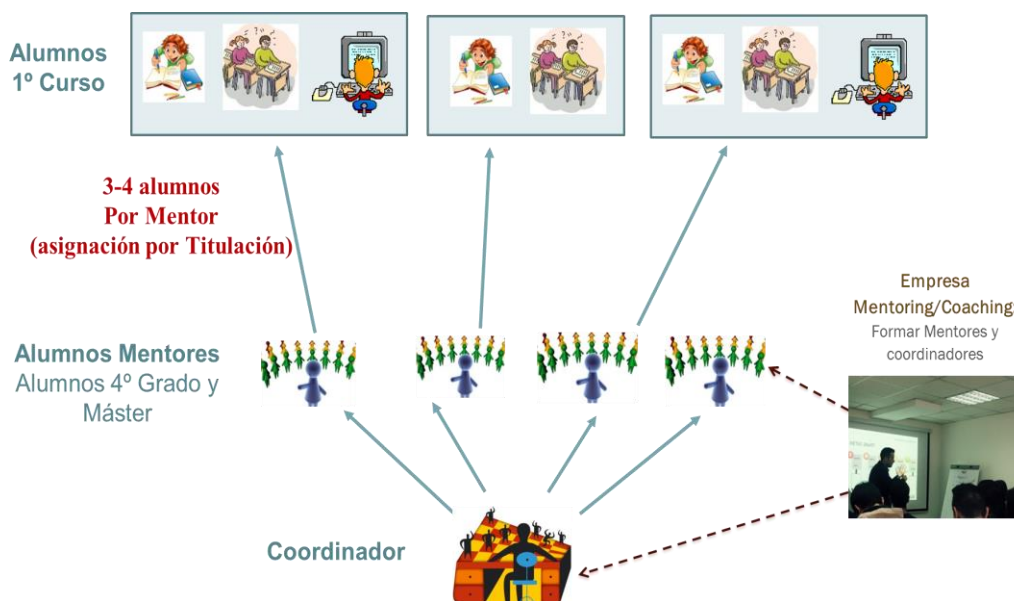 Alumnos
1º Curso
3-4 alumnos
Por Mentor
(asignación por Titulación)
Empresa
Mentoring/Coaching
Formar Mentores y
coordinadores
Alumnos Mentores
Alumnos 4º Grado y
Máster
Coordinador